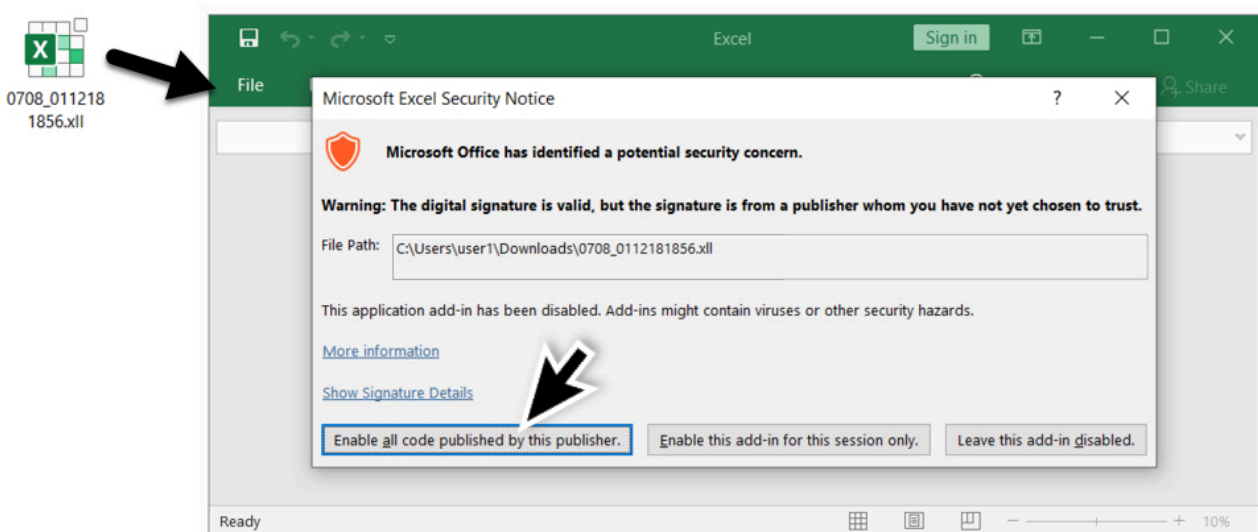 X
0708_011218
1856.xll
Excel
Sign in
File
Share
Microsoft Excel Security Notice
?
Microsoft Office has identified a potential security concern.
Warning: The digital signature is valid, but the signature is from a publisher whom you have not yet chosen to trust.
File Path: C:\Users\user1\Downloads\0708_0112181856.xll
This application add-in has been disabled. Add-ins might contain viruses or other security hazards.
More information
Show Signature Details
Enable all code published by this publisher. Enable this add-in for this session only. Leave this add-in disabled.
Ready
10%